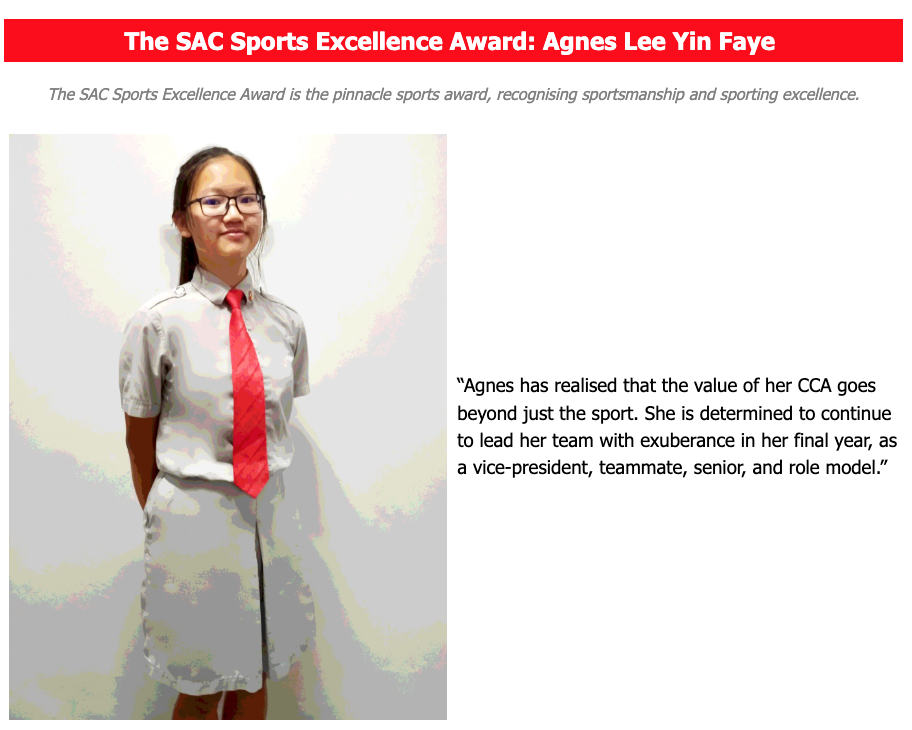 The SAC Sports Excellence Award: Agnes Lee Yin Faye
The SAC Sports Excellence Award is the pinnacle sports award, recognising sportsmanship and sporting excellence.
“Agnes has realised that the value of her CCA goes
beyond just the sport. She is determined to continue
to lead her team with exuberance in her final year, as
a vice-president, teammate, senior, and role model.”